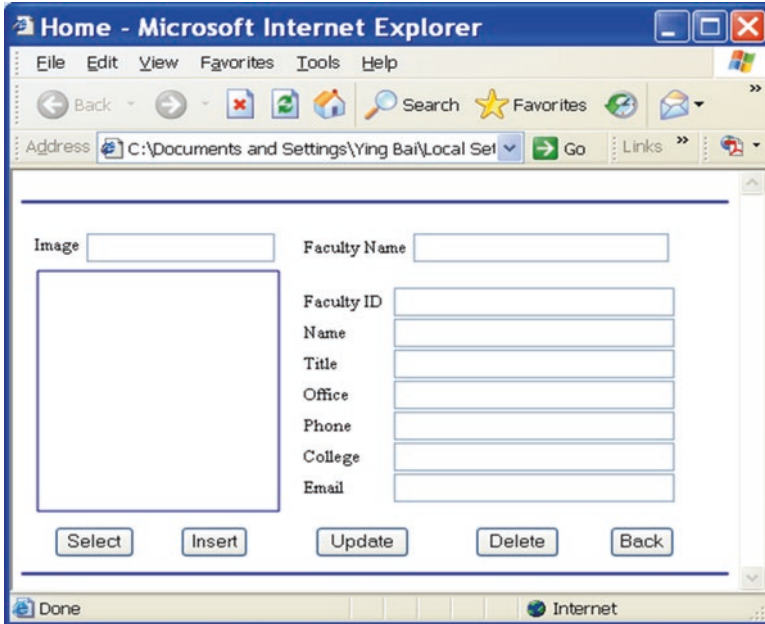 Home - Microsoft Internet Explorer
File Edit View Favorites Tools Help
Back Search Favorites »
Address C:\Documents and Settings\Ying Bai\Local Set Go Links »
Image Faculty Name
Faculty ID
Name
Title
Office
Phone
College
Email
Select Insert Update Delete Back
Done Internet